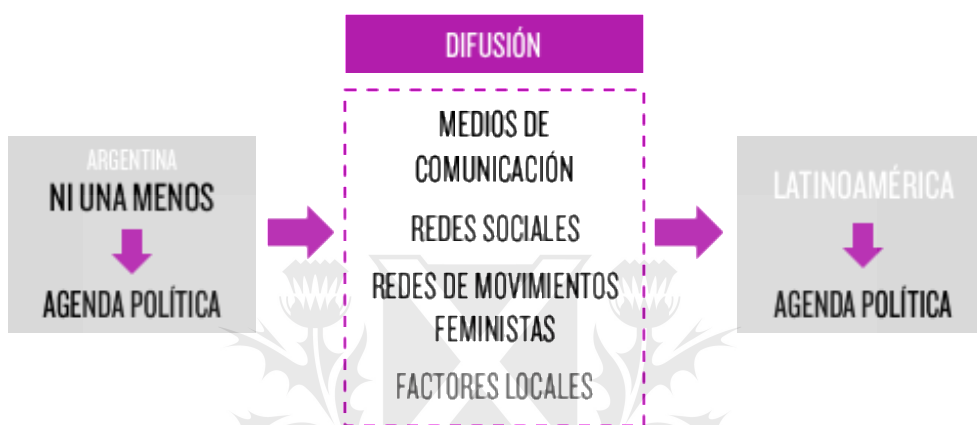 DIFUSIÓN
ARGENTINA
NI UNA MENOS
AGENDA POLÍTICA
MEDIOS DE
COMUNICACIÓN
REDES SOCIALES
REDES DE MOVIMIENTOS
FEMINISTAS
FACTORES LOCALES
LATINOAMÉRICA
AGENDA POLÍTICA